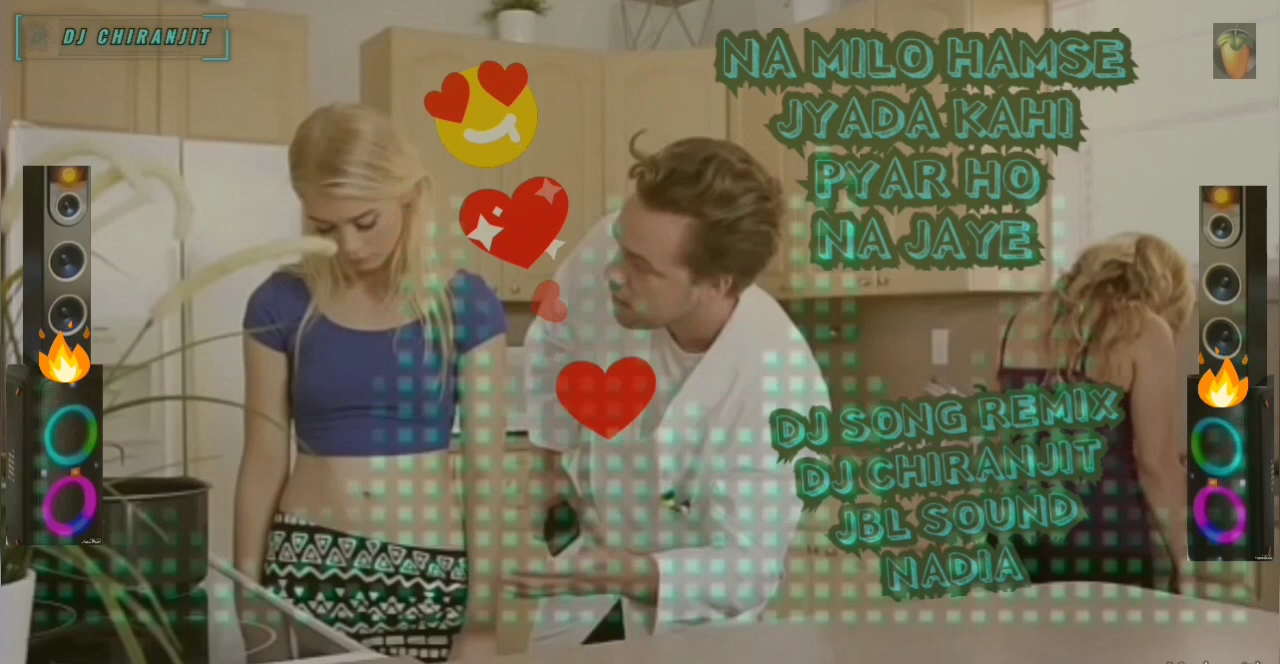 DJ CHIRANJIT
NA MILO HAMSE
JYADA KAHI
PYAR HO
NA JAYE
DJ SONG REMIX
DJ CHIRANJIT
JBL SOUND
NADIA